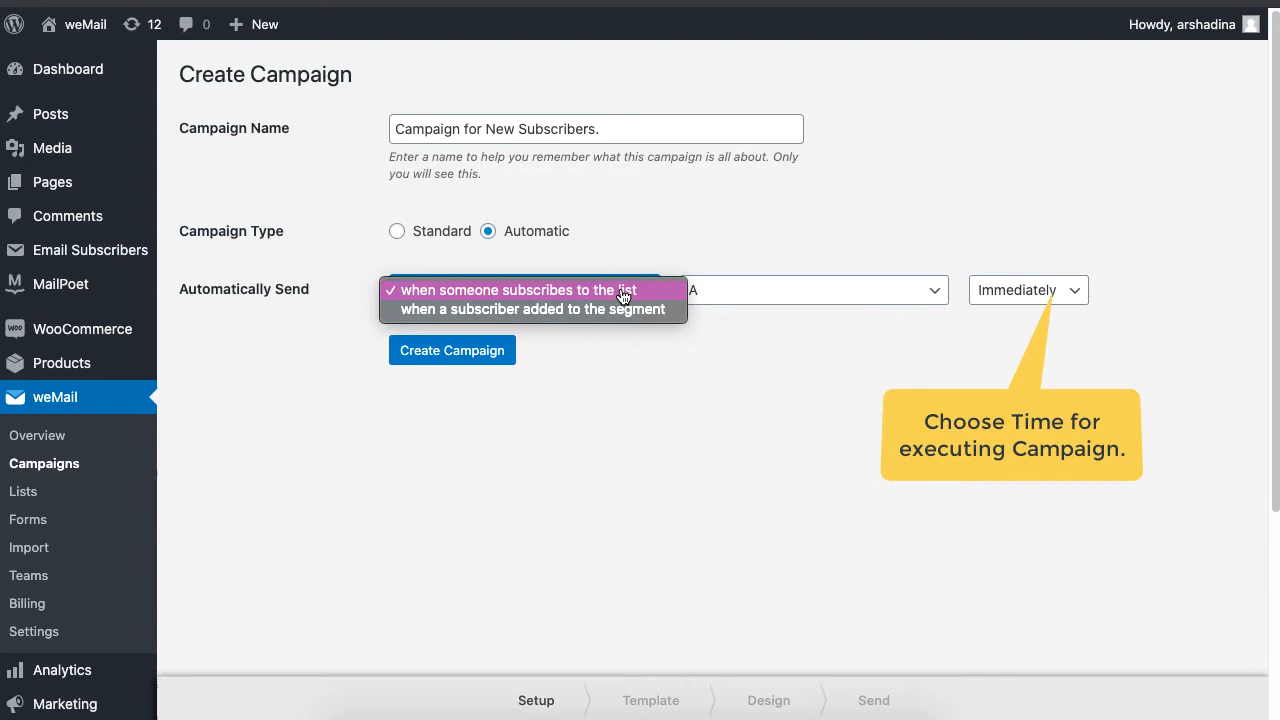 weMail
12
0
New
Howdy, arshadina
Dashboard
Posts
Media
Pages
Comments
Email Subscribers
MailPoet
WooCommerce
Products
weMail
Overview
Campaigns
Lists
Forms
Import
Teams
Billing
Settings
Analytics
Marketing
Create Campaign
Campaign Name
Campaign for New Subscribers.
Enter a name to help you remember what this campaign is all about. Only
you will see this.
Campaign Type
Standard
Automatic
Automatically Send
when someone subscribes to the list
when a subscriber added to the segment
A
Immediately
Create Campaign
Choose Time for
executing Campaign.
Setup
Template
Design
Send